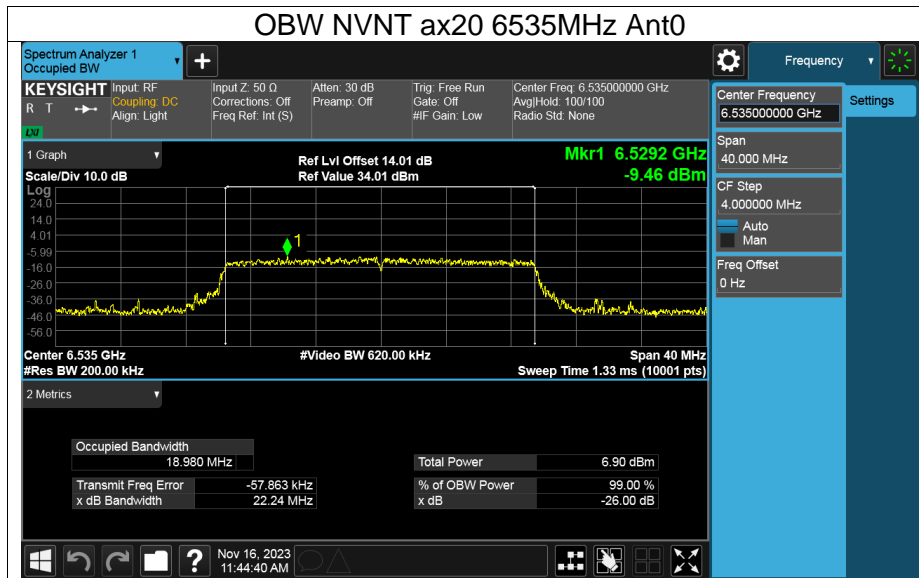 OBW NVNT ax20 6535MHz Ant0
Spectrum Analyzer 1
Occupied BW
+
Frequency
KEYSIGHT
R T
LXI
Input: RF
Coupling: DC
Align: Light
Input Z: 50 Ω
Corrections: Off
Freq Ref: Int (S)
Atten: 30 dB
Preamp: Off
Trig: Free Run
Gate: Off
#IF Gain: Low
Center Freq: 6.535000000 GHz
Avg|Hold: 100/100
Radio Std: None
Center Frequency
6.535000000 GHz
Settings
Span
40.000 MHz
CF Step
4.000000 MHz
Auto
Man
Freq Offset
0 Hz
1 Graph
Scale/Div 10.0 dB
Ref Lvl Offset 14.01 dB
Ref Value 34.01 dBm
Mkr1 6.5292 GHz
-9.46 dBm
Log
24.0
14.0
4.01
-5.99
-16.0
-26.0
-36.0
-46.0
-56.0
1
Center 6.535 GHz
#Res BW 200.00 kHz
#Video BW 620.00 kHz
Span 40 MHz
Sweep Time 1.33 ms (10001 pts)
2 Metrics
Occupied Bandwidth
18.980 MHz
Total Power 6.90 dBm
Transmit Freq Error -57.863 kHz
% of OBW Power 99.00 %
x dB Bandwidth 22.24 MHz
x dB -26.00 dB
?
Nov 16, 2023
11:44:40 AM